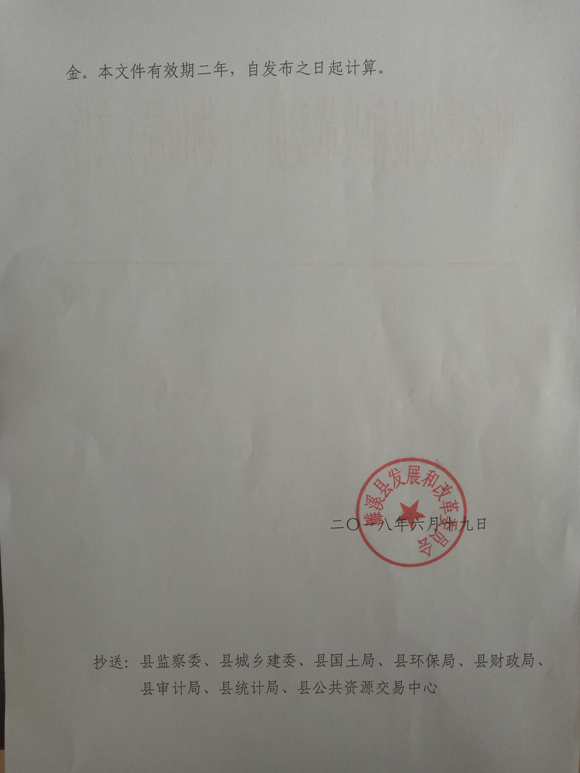 金。本文件有效期二年，自发布之日起计算。
濉溪县发展和改革委员会
二〇一八年六月十九日
抄送：县监察委、县城乡建委、县国土局、县环保局、县财政局、
县审计局、县统计局、县公共资源交易中心